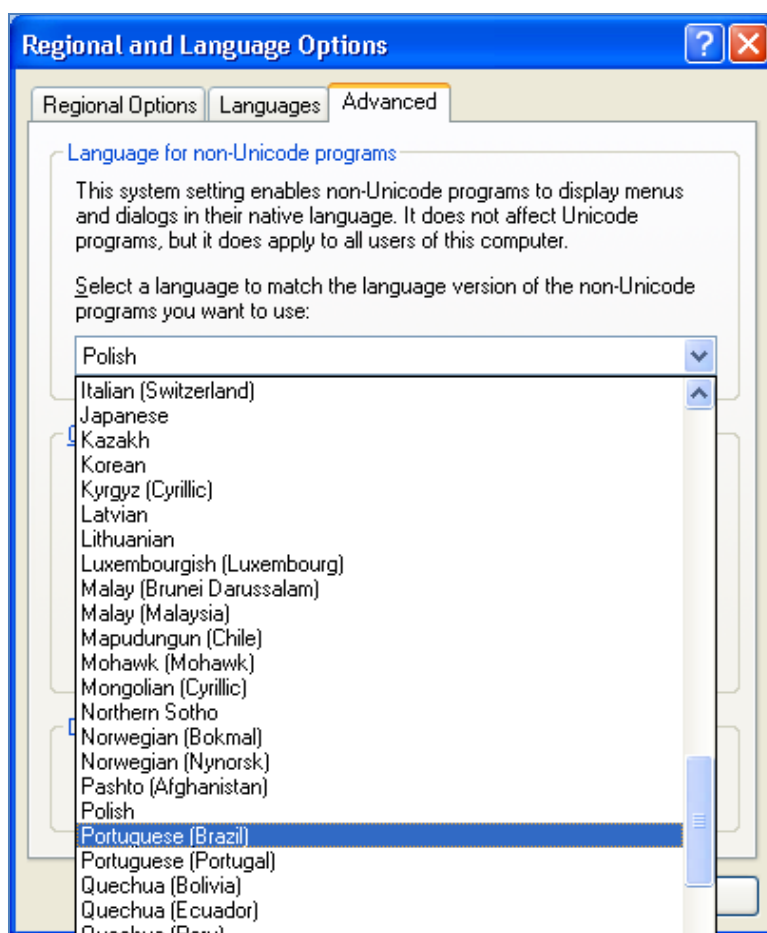 Regional and Language Options
Regional Options
Languages
Advanced
Language for non-Unicode programs
This system setting enables non-Unicode programs to display menus
and dialogs in their native language. It does not affect Unicode
programs, but it does apply to all users of this computer.
Select a language to match the language version of the non-Unicode
programs you want to use:
Polish
Italian (Switzerland)
Japanese
Kazakh
Korean
Kyrgyz (Cyrillic)
Latvian
Lithuanian
Luxembourgish (Luxembourg)
Malay (Brunei Darussalam)
Malay (Malaysia)
Mapudungun (Chile)
Mohawk (Mohawk)
Mongolian (Cyrillic)
Northern Sotho
Norwegian (Bokmal)
Norwegian (Nynorsk)
Pashto (Afghanistan)
Polish
Portuguese (Brazil)
Portuguese (Portugal)
Quechua (Bolivia)
Quechua (Ecuador)
Quechua (Peru)